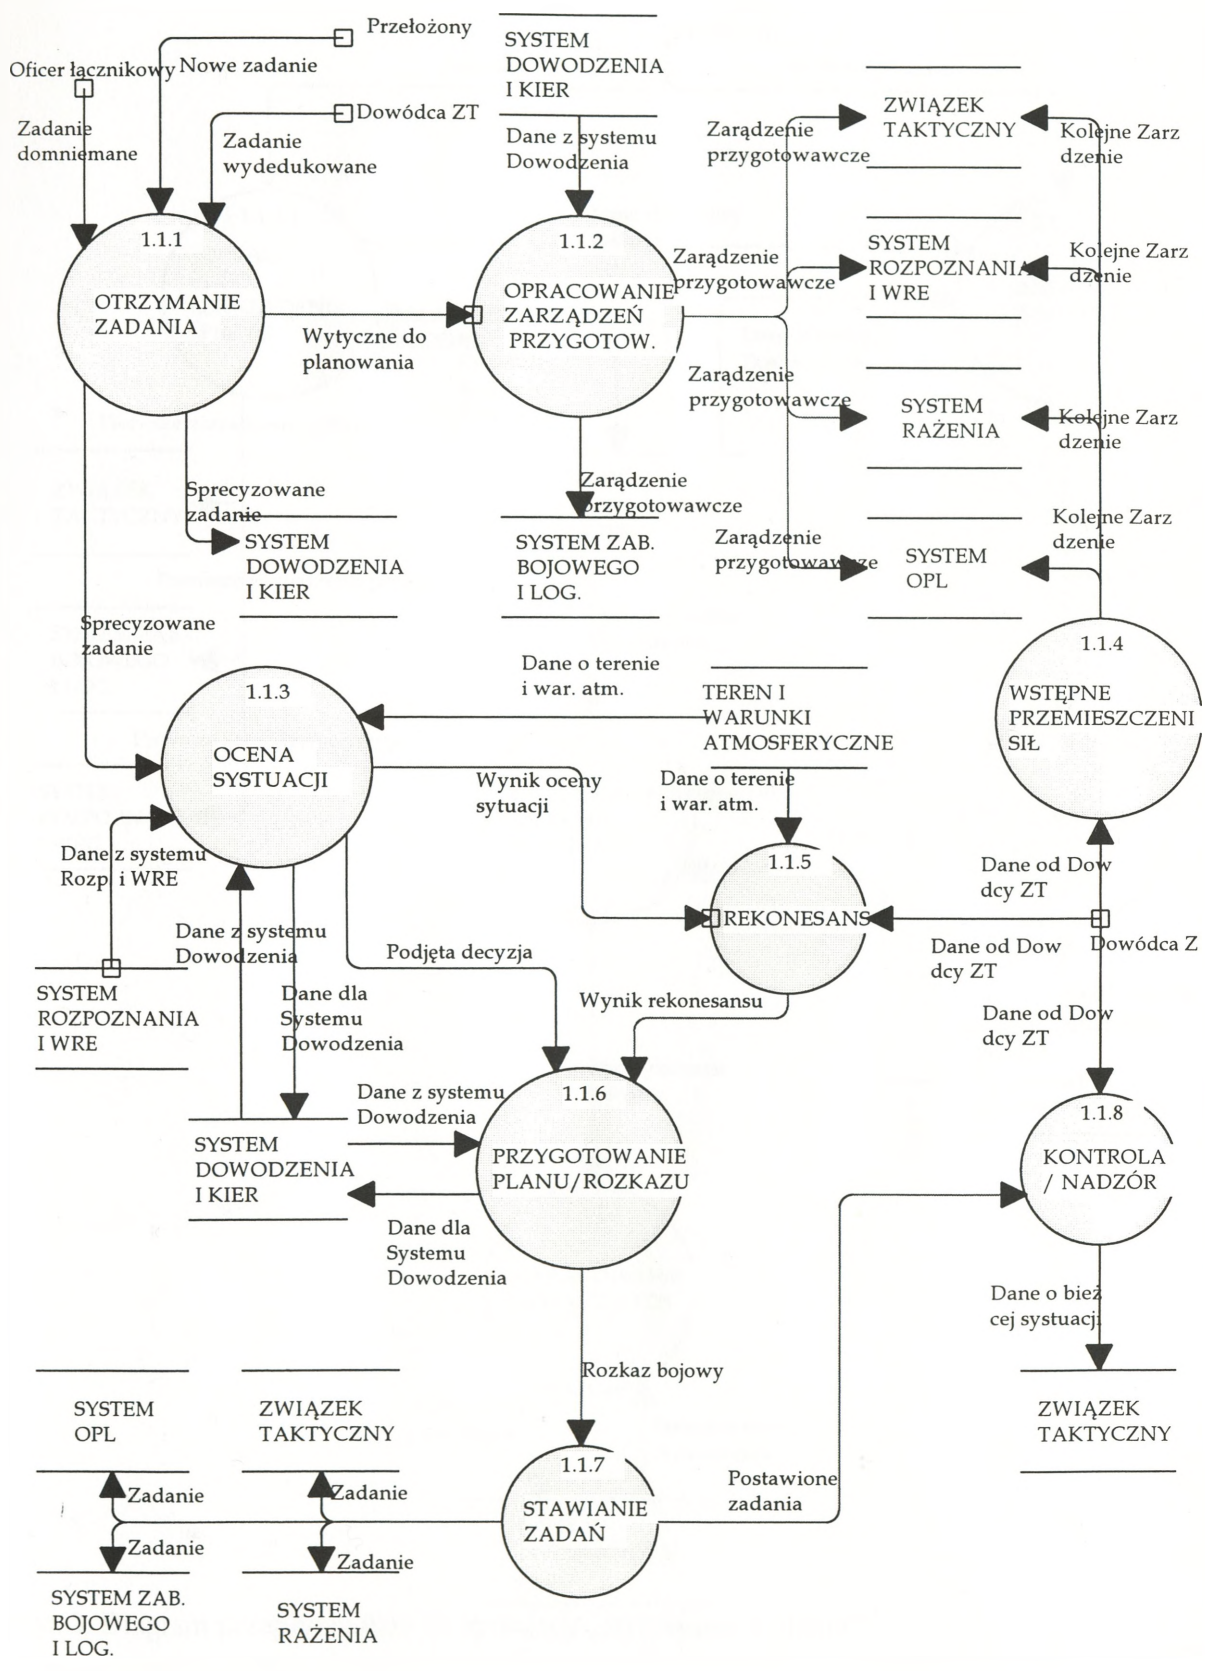 Przełożony
Oficer łącznikowy
Nowe zadanie
Dowódca ZT
Zadanie
domniemane
Zadanie
wydedukowane
SYSTEM
DOWODZENIA
I KIER
Dane z systemu
Dowodzenia
Zarządzenie
przygotowawcze
ZWIĄZEK
TAKTYCZNY
Kolejne Zarz
dzenie
1.1.1
OTRZYMANIE
ZADANIA
Wytyczne do
planowania
1.1.2
OPRACOWANIE
ZARZĄDZEŃ
PRZYGOTOW.
Zarządzenie
przygotowawcze
SYSTEM
ROZPOZNANIA
I WRE
Kolejne Zarz
dzenie
Zarządzenie
przygotowawcze
SYSTEM
RAŻENIA
Kolejne Zarz
dzenie
Sprecyzowane
zadanie
SYSTEM
DOWODZENIA
I KIER
Zarządzenie
przygotowawcze
SYSTEM ZAB.
BOJOWEGO
I LOG.
Zarządzenie
przygotowawcze
SYSTEM
OPL
Kolejne Zarz
dzenie
Sprecyzowane
zadanie
1.1.3
OCENA
SYSTUACJI
Dane o terenie
i war. atm.
TEREN I
WARUNKI
ATMOSFERYCZNE
1.1.4
WSTĘPNE
PRZEMIESZCZENI
SIŁ
Wynik oceny
sytuacji
Dane o terenie
i war. atm.
Dane z systemu
Rozp. i WRE
1.1.5
REKONESANS
Dane od Dow
dcy ZT
Dowódca Z
Dane od Dow
dcy ZT
Dane z systemu
Dowodzenia
Podjęta decyzja
SYSTEM
ROZPOZNANIA
I WRE
Dane dla
Systemu
Dowodzenia
Wynik rekonesansu
Dane od Dow
dcy ZT
Dane z systemu
Dowodzenia
SYSTEM
DOWODZENIA
I KIER
1.1.6
PRZYGOTOWANIE
PLANU/ROZKAZU
1.1.8
KONTROLA
/ NADZÓR
Dane dla
Systemu
Dowodzenia
Dane o bież
cej systuacji
Rozkaz bojowy
SYSTEM
OPL
ZWIĄZEK
TAKTYCZNY
ZWIĄZEK
TAKTYCZNY
1.1.7
STAWIANIE
ZADAŃ
Postawione
zadania
Zadanie
Zadanie
Zadanie
Zadanie
SYSTEM ZAB.
BOJOWEGO
I LOG.
SYSTEM
RAŻENIA